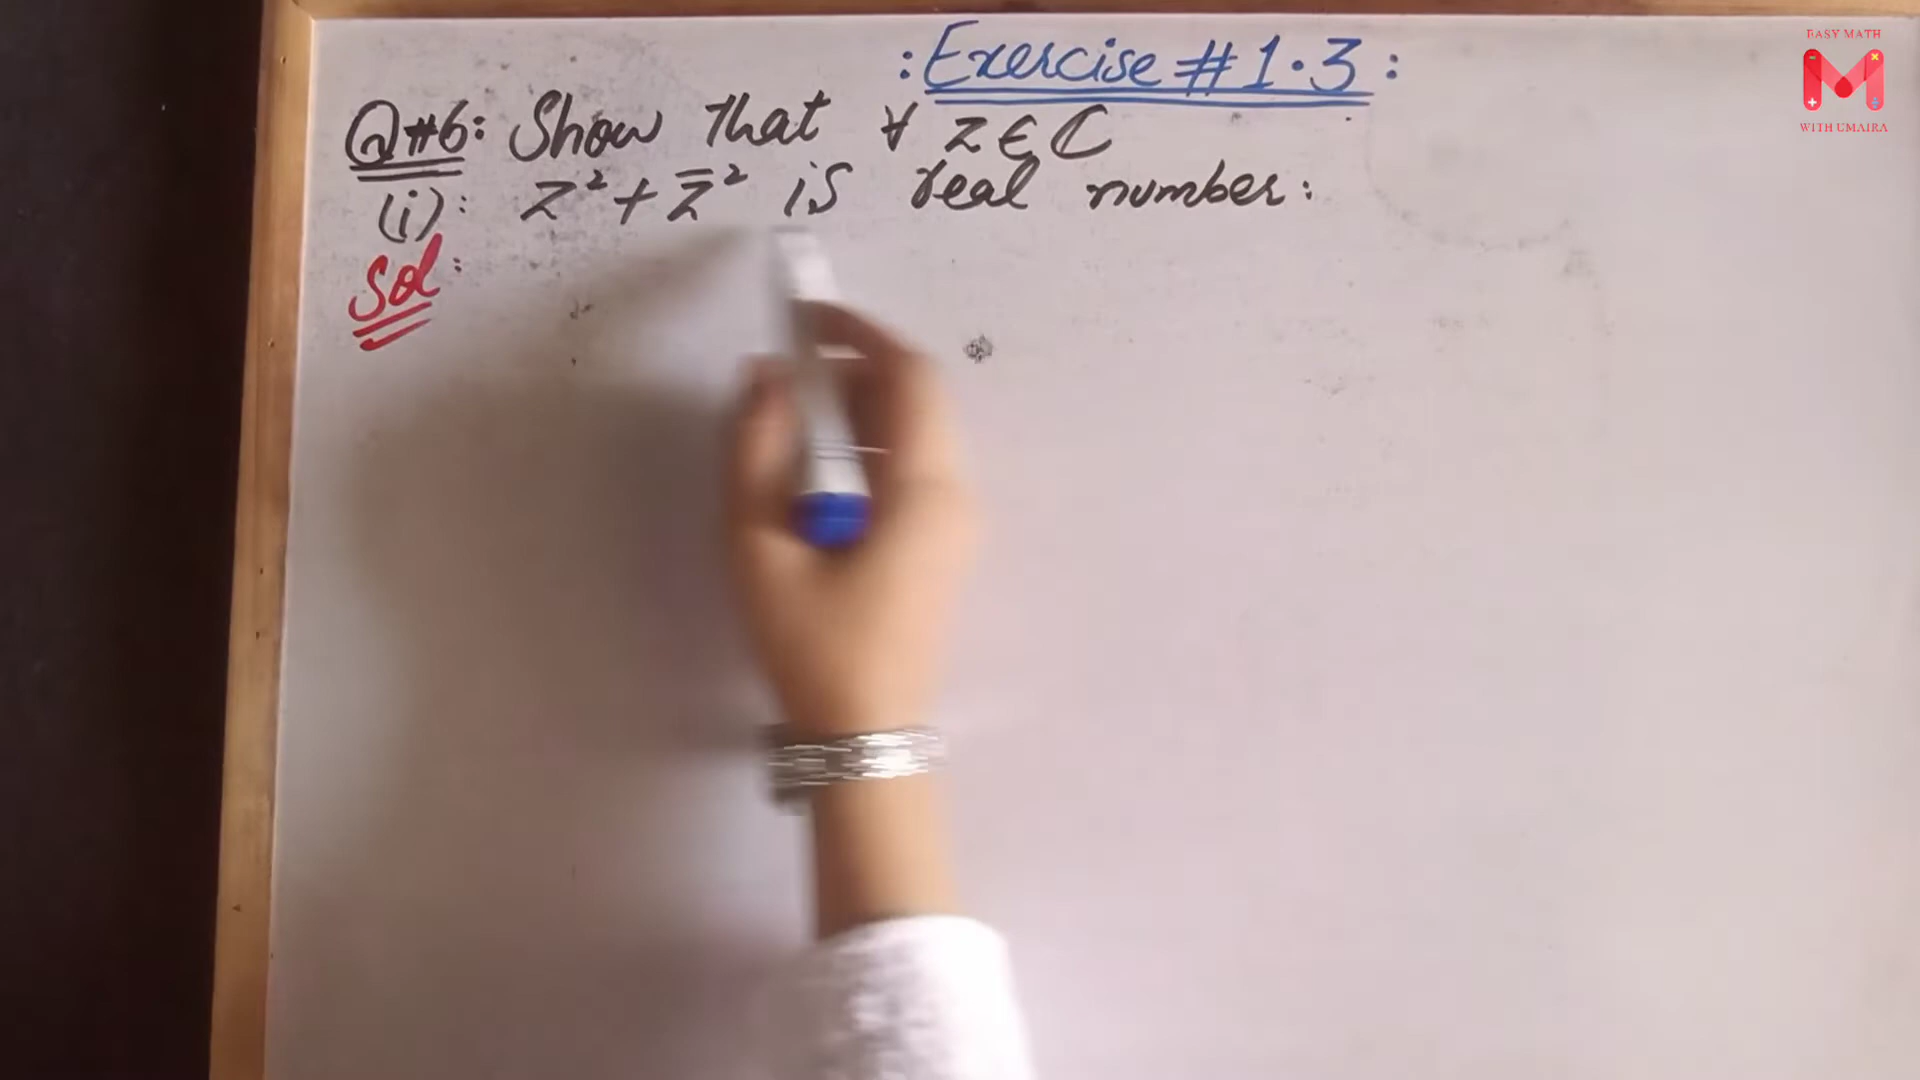 : Exercise # 1.3 :
Q#6: Show that ∀ z ∈ ℂ
(i): z² + z̄² is real number:
Sol:
EASY MATH
M
WITH UMAIRA